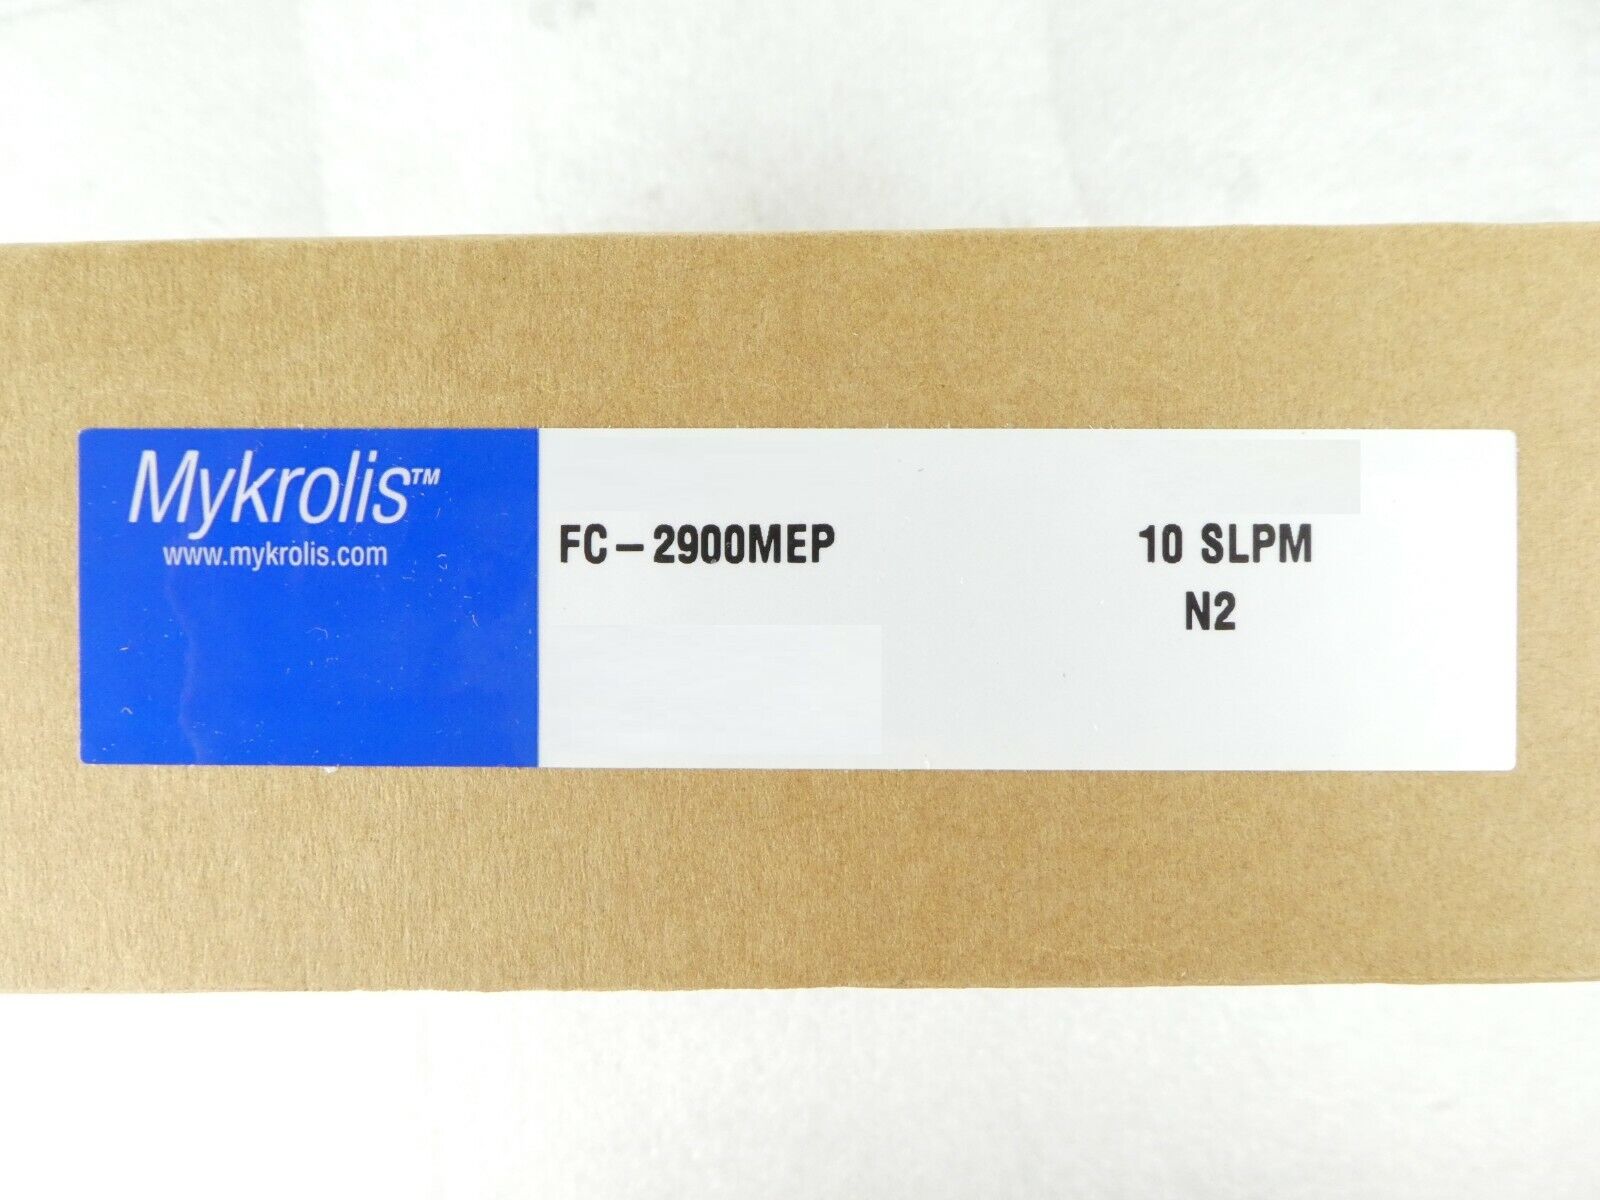 Mykrolis™
www.mykrolis.com
FC-2900MEP
10 SLPM
N2